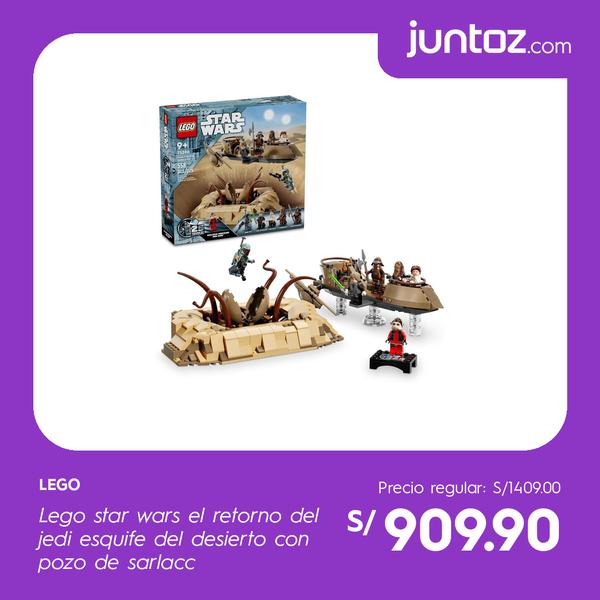 juntoz.com
LEGO
STAR
WARS
9+
LEGO
Precio regular: S/1409.00
Lego star wars el retorno del
jedi esquife del desierto con
pozo de sarlacc
S/ 909.90